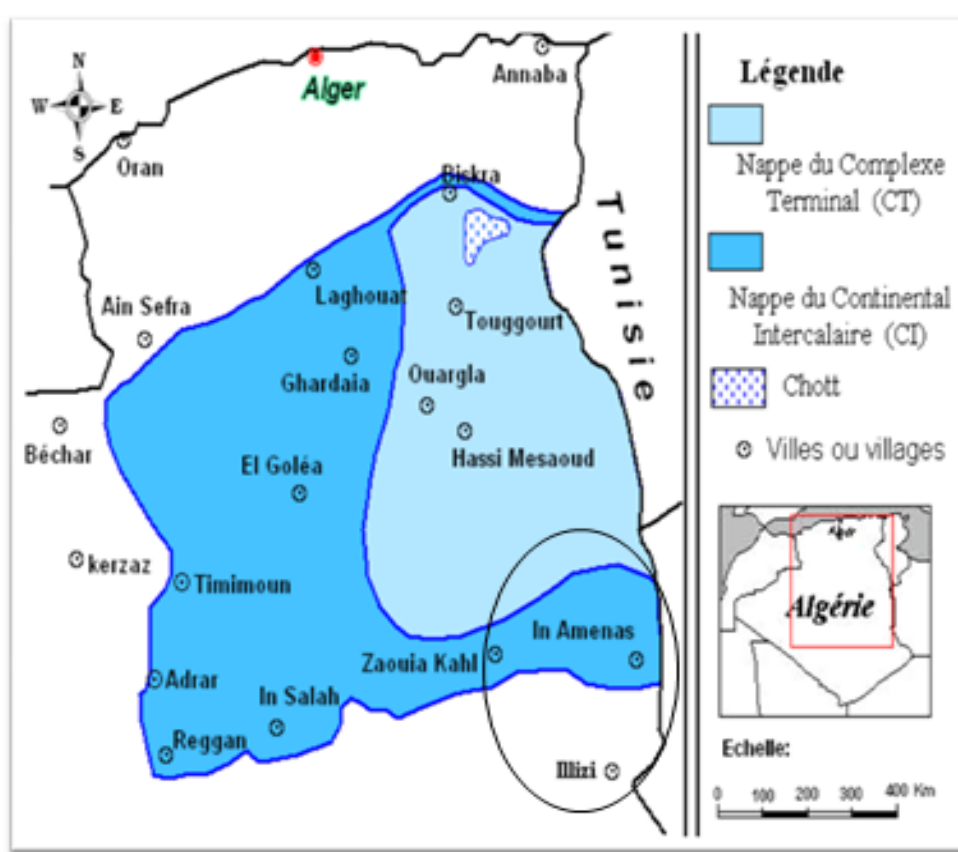 N
W E
S
Alger
Annaba
Oran
Biskra
Tunisie
Laghouat
Ain Sefra
Touggourt
Ghardaia
Ouargla
Béchar
El Goléa
Hassi Mesaoud
kerzaz
Timimoun
In Amenas
Zaouia Kahl
Adrar
In Salah
Reggan
Illizi
Légende
Nappe du Complexe
Terminal (CT)
Nappe du Continental
Intercalaire (CI)
Chott
Villes ou villages
Alger
Algérie
Echelle:
0 100 200 300 400 Km